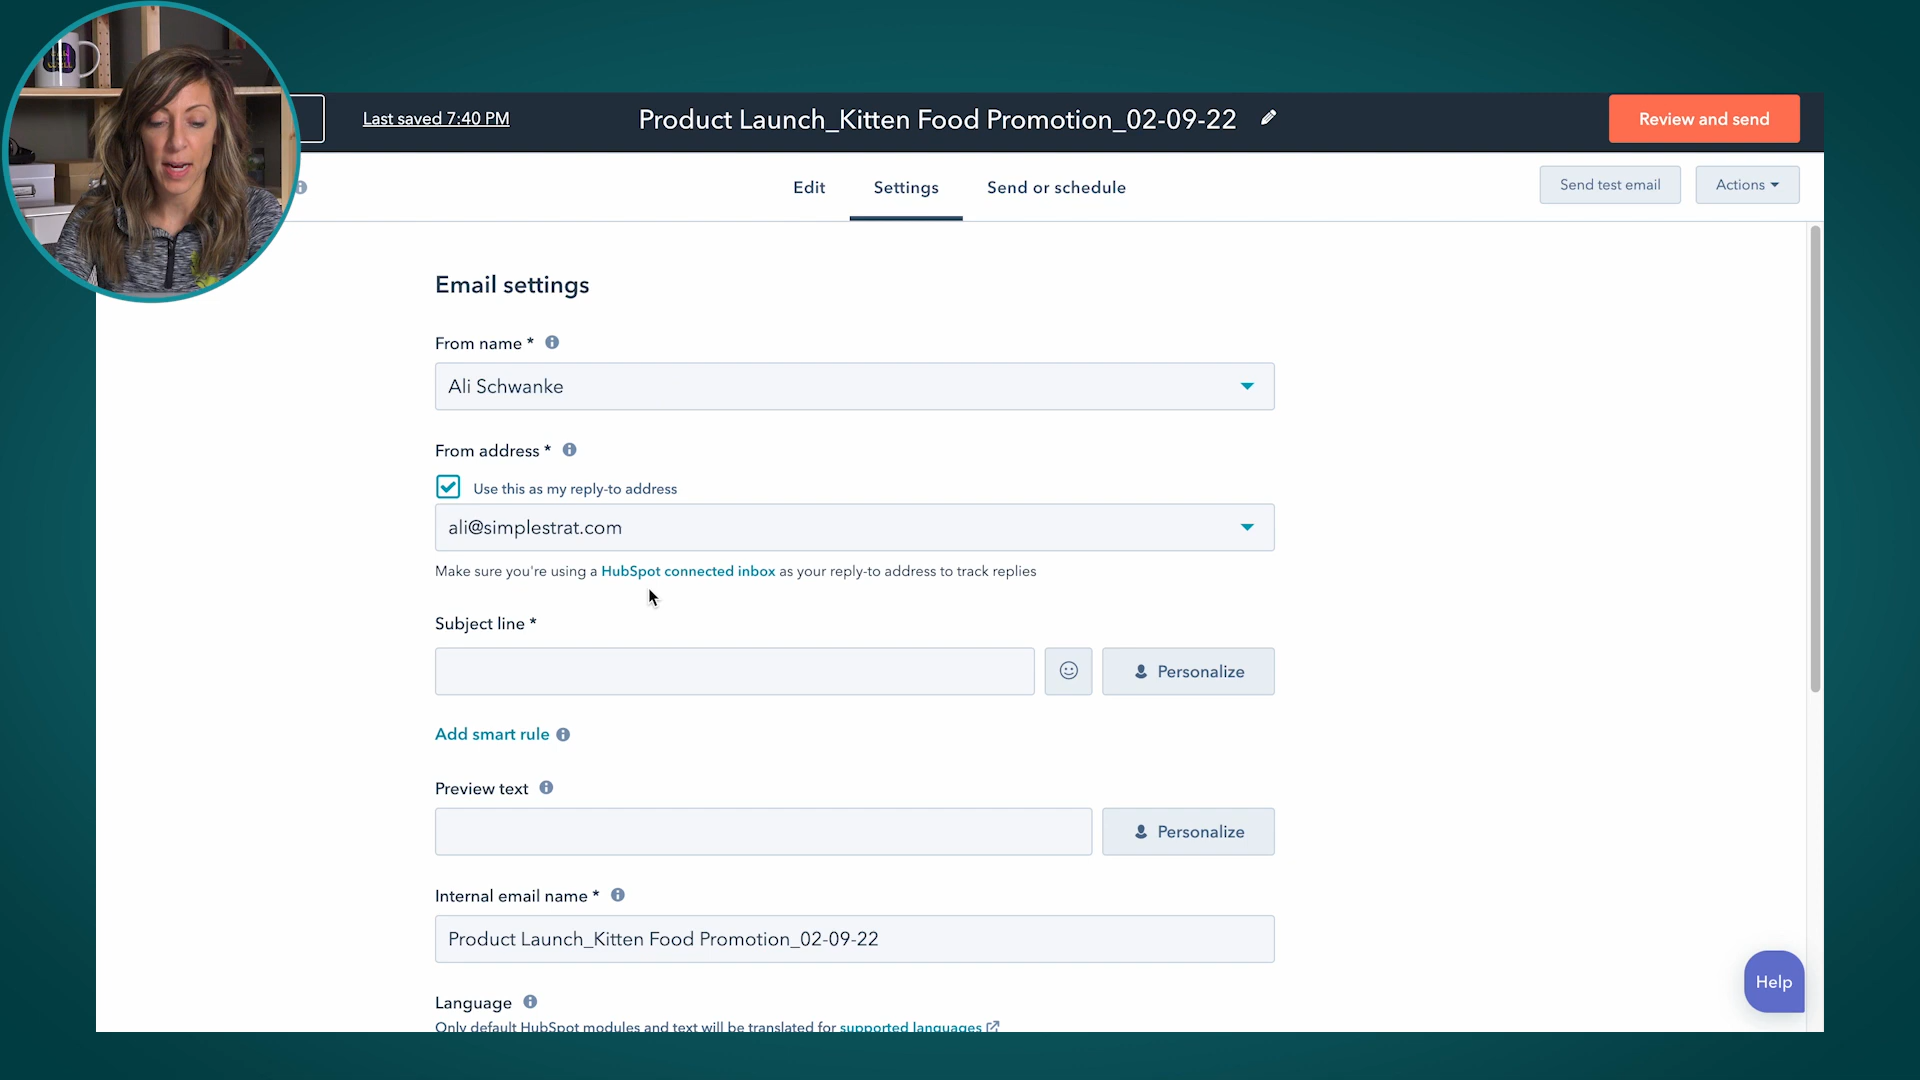 Last saved 7:40 PM
Product Launch_Kitten Food Promotion_02-09-22
Review and send
Edit
Settings
Send or schedule
Send test email
Actions
Email settings
From name *
Ali Schwanke
From address *
Use this as my reply-to address
ali@simplestrat.com
Make sure you're using a HubSpot connected inbox as your reply-to address to track replies
Subject line *
Personalize
Add smart rule
Preview text
Personalize
Internal email name *
Product Launch_Kitten Food Promotion_02-09-22
Language
Only default HubSpot modules and text will be translated for supported languages
Help